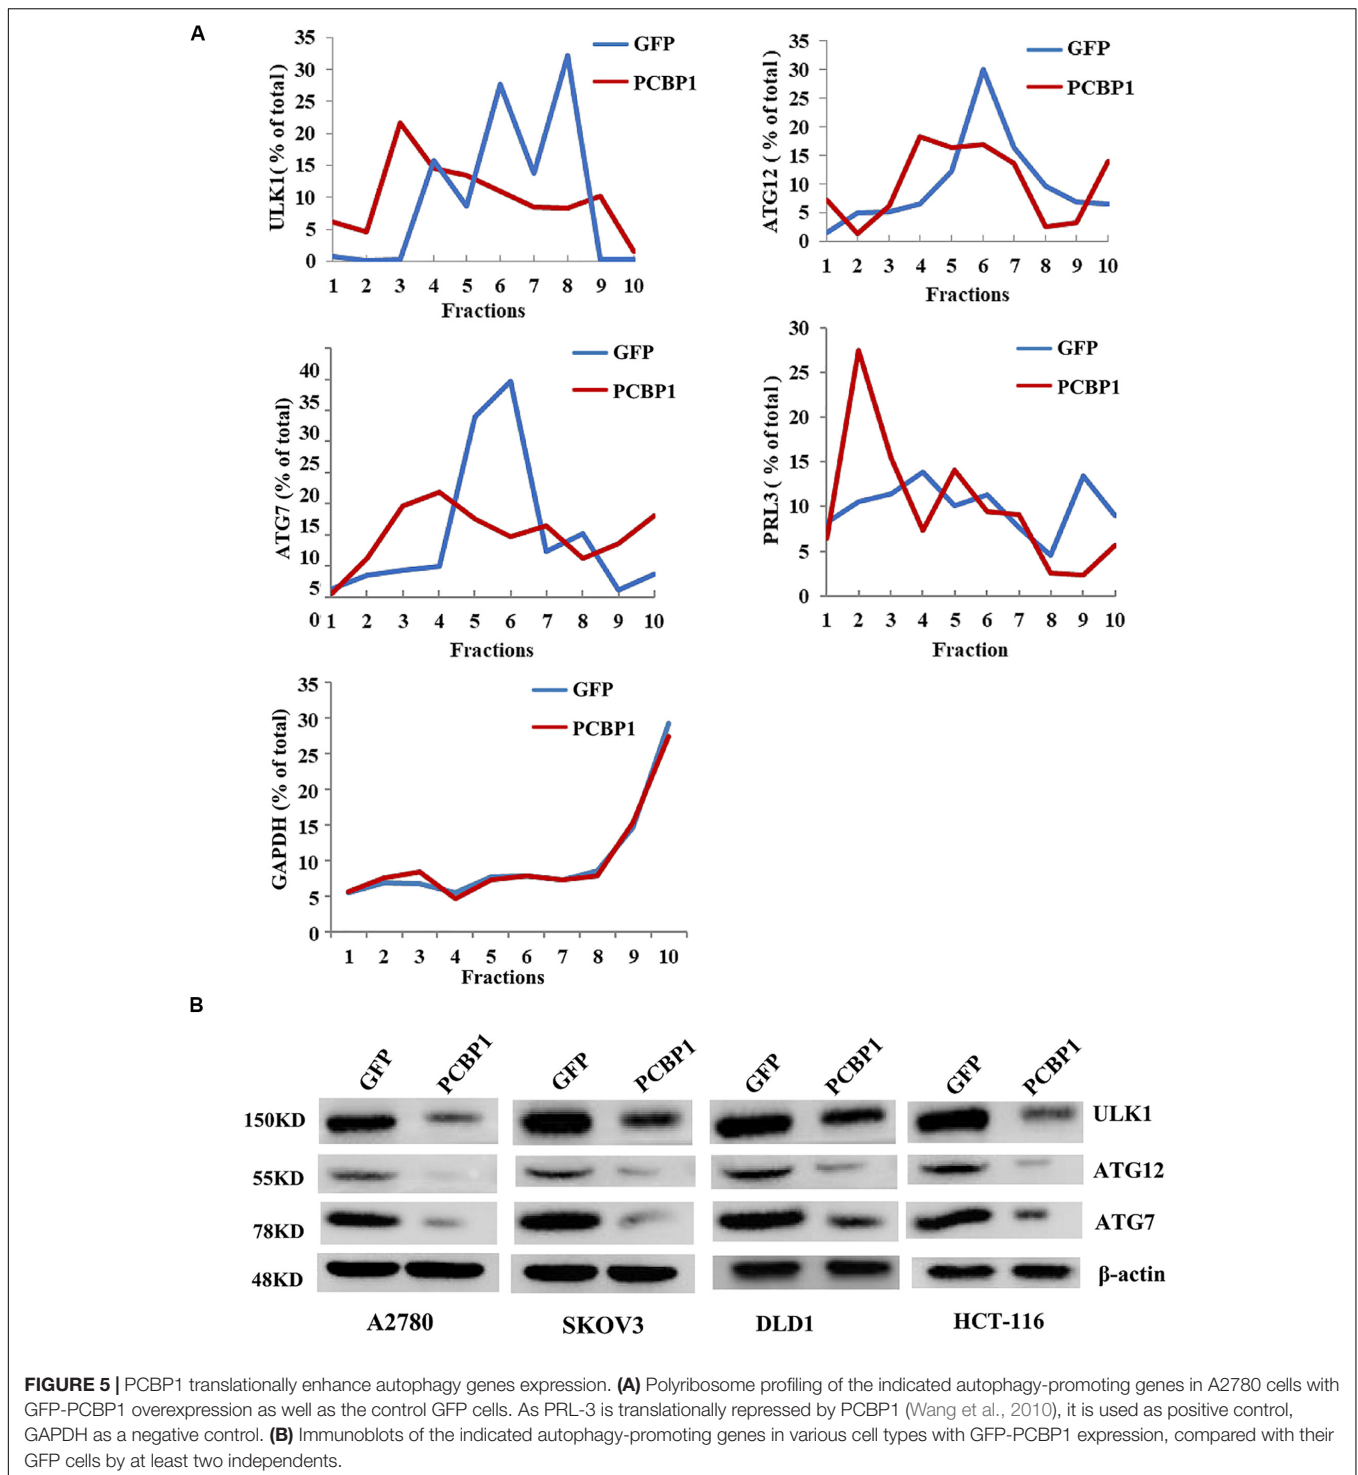 A
35
30
25
20
15
10
5
0
ULK1( % of total)
GFP
PCBP1
1 2 3 4 5 6 7 8 9 10
Fractions
35
30
25
20
15
10
5
0
ATG12 ( % of total)
GFP
PCBP1
1 2 3 4 5 6 7 8 9 10
Fractions
40
35
30
25
20
15
10
5
0
ATG7 (% of total)
GFP
PCBP1
1 2 3 4 5 6 7 8 9 10
Fractions
30
25
20
15
10
5
0
PRL3 ( % of total)
GFP
PCBP1
1 2 3 4 5 6 7 8 9 10
Fraction
35
30
25
20
15
10
5
0
GAPDH (% of total)
GFP
PCBP1
1 2 3 4 5 6 7 8 9 10
Fractions
B
GFP PCBP1 GFP PCBP1 GFP PCBP1 GFP PCBP1
150KD ULK1
55KD ATG12
78KD ATG7
48KD β-actin
A2780 SKOV3 DLD1 HCT-116
FIGURE 5 | PCBP1 translationally enhance autophagy genes expression. (A) Polyribosome profiling of the indicated autophagy-promoting genes in A2780 cells with
GFP-PCBP1 overexpression as well as the control GFP cells. As PRL-3 is translationally repressed by PCBP1 (Wang et al., 2010), it is used as positive control,
GAPDH as a negative control. (B) Immunoblots of the indicated autophagy-promoting genes in various cell types with GFP-PCBP1 expression, compared with their
GFP cells by at least two independents.